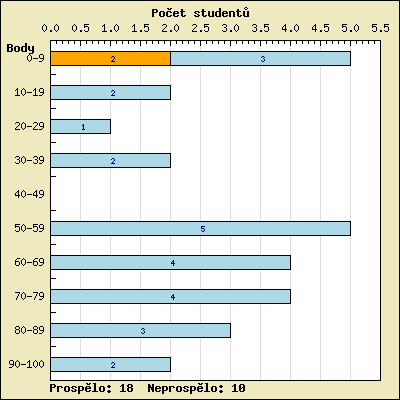 Počet studentů
0.0 0.5 1.0 1.5 2.0 2.5 3.0 3.5 4.0 4.5 5.0 5.5
Body
0-9 2 3
10-19 2
20-29 1
30-39 2
40-49
50-59 5
60-69 4
70-79 4
80-89 3
90-100 2
Prospělo: 18 Neprospělo: 10